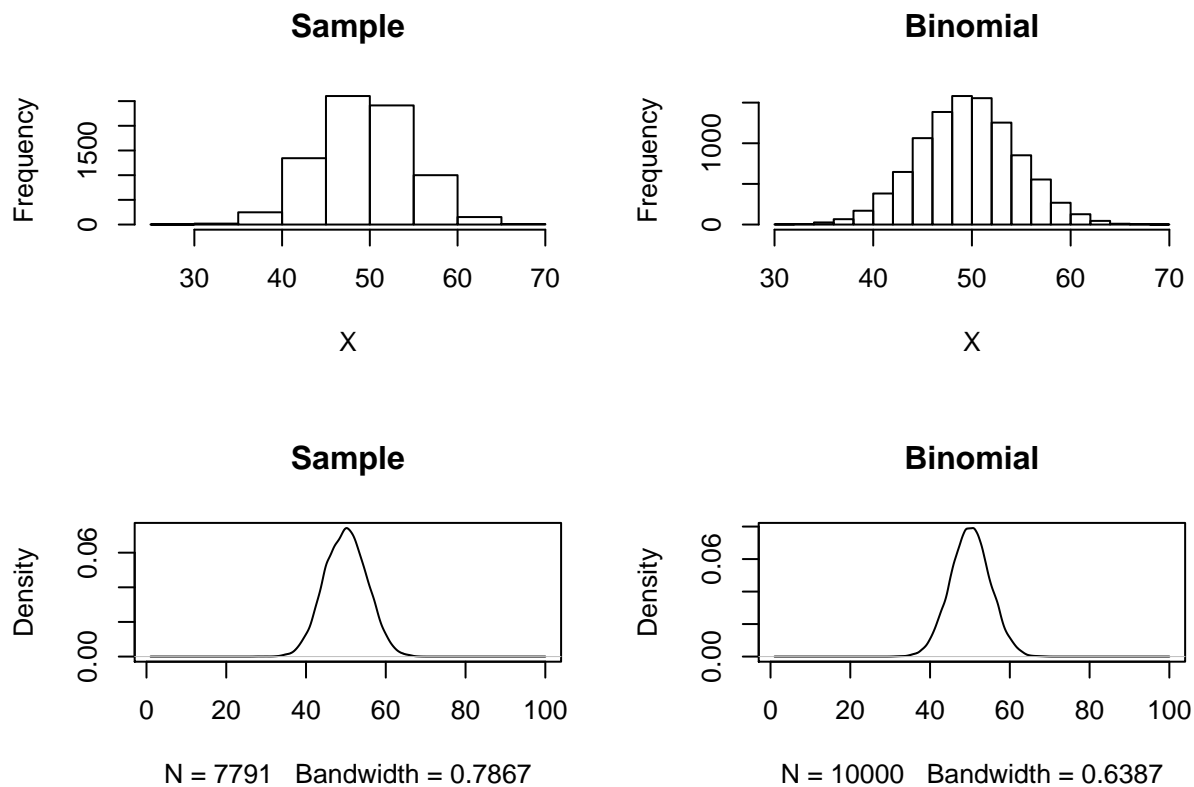 Sample
Frequency
0
1500
30 40 50 60 70
X
Binomial
Frequency
0
1000
30 40 50 60 70
X
Sample
Density
0.00
0.06
0 20 40 60 80 100
N = 7791 Bandwidth = 0.7867
Binomial
Density
0.00
0.06
0 20 40 60 80 100
N = 10000 Bandwidth = 0.6387